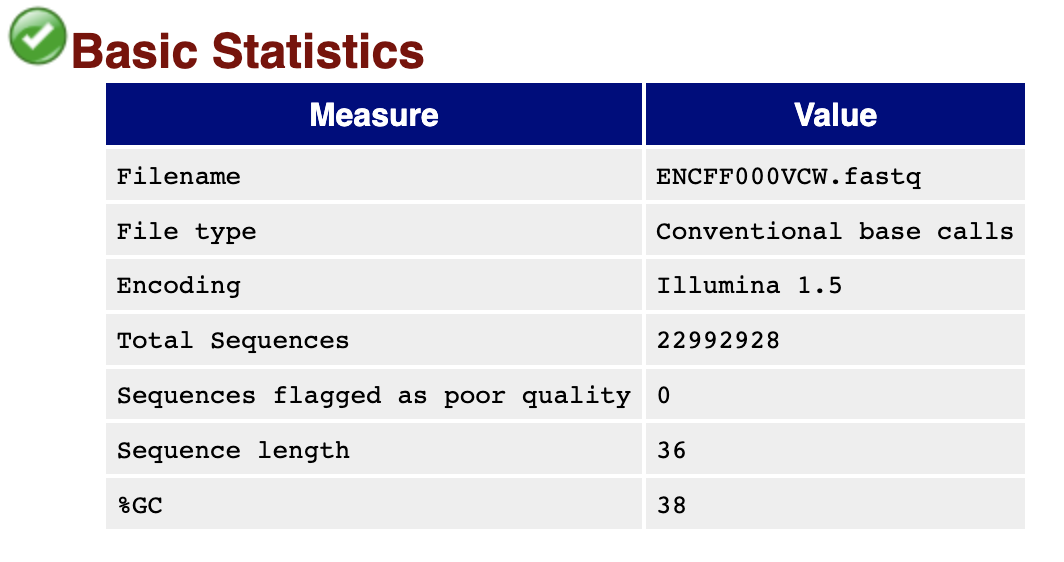 Basic Statistics
Measure Value
Filename ENCFF000VCW.fastq
File type Conventional base calls
Encoding Illumina 1.5
Total Sequences 22992928
Sequences flagged as poor quality 0
Sequence length 36
%GC 38